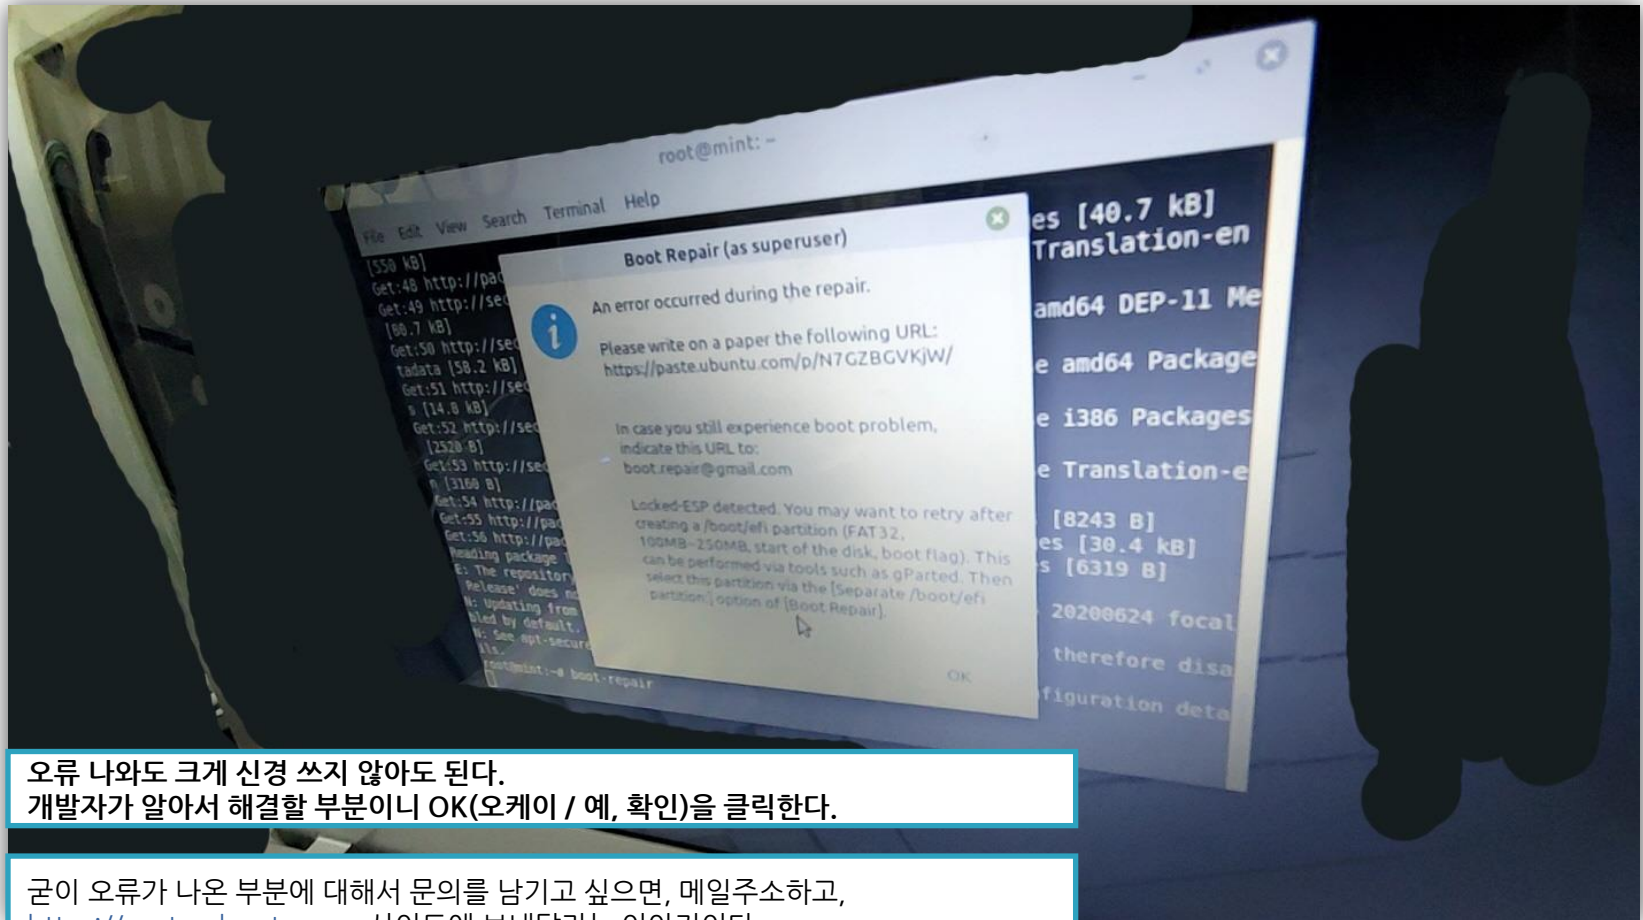 root@mint: ~
File Edit View Search Terminal Help
[550 kB]
Get:48 http://pac
Get:49 http://sec
[80.7 kB]
Get:50 http://sec
tadata [58.2 kB]
Get:51 http://sec
s [14.8 kB]
Get:52 http://sec
[2520 B]
Get:53 http://sec
n [3160 B]
Get:54 http://pac
Get:55 http://pac
Get:56 http://pac
Reading package
E: The repository
Release' does no
N: Updating from
bled by default.
N: See apt-secure
ils.
root@mint:~# boot-repair
Boot Repair (as superuser)
An error occurred during the repair.
Please write on a paper the following URL:
https://paste.ubuntu.com/p/N7GZBGVKjW/
In case you still experience boot problem,
indicate this URL to:
boot.repair@gmail.com
Locked-ESP detected. You may want to retry after
creating a /boot/efi partition (FAT32,
100MB~250MB, start of the disk, boot flag). This
can be performed via tools such as gParted. Then
select this partition via the [Separate /boot/efi
partition:] option of [Boot Repair].
OK
es [40.7 kB]
Translation-en
amd64 DEP-11 Me
e amd64 Package
e i386 Packages
e Translation-e
[8243 B]
es [30.4 kB]
s [6319 B]
20200624 focal
therefore disa
figuration deta
오류 나와도 크게 신경 쓰지 않아도 된다.
개발자가 알아서 해결할 부분이니 OK(오케이 / 예, 확인)을 클릭한다.
굳이 오류가 나온 부분에 대해서 문의를 남기고 싶으면, 메일주소하고,